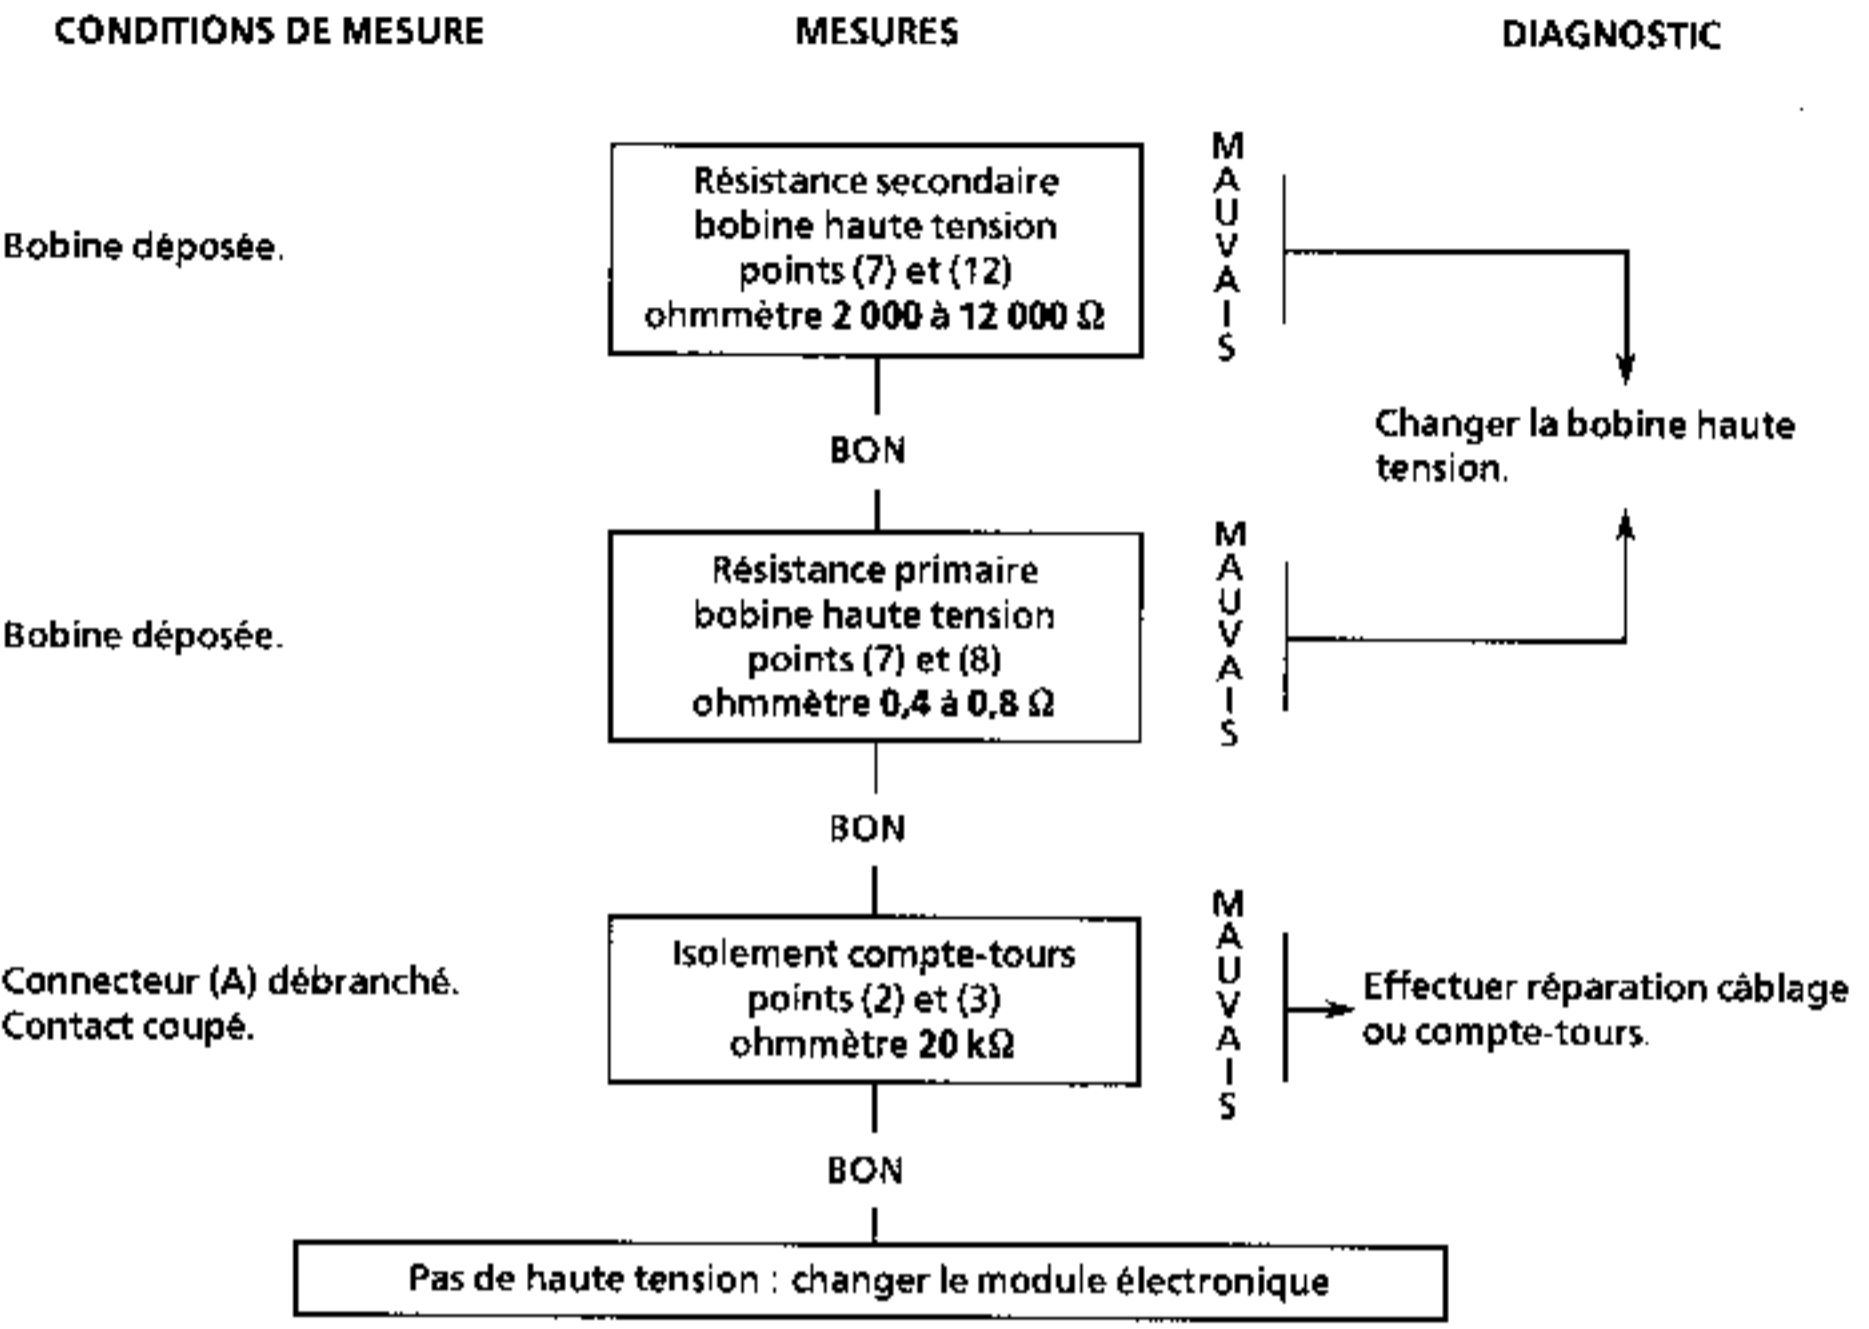 CONDITIONS DE MESURE
MESURES
DIAGNOSTIC
Bobine déposée.
Résistance secondaire
bobine haute tension
points (7) et (12)
ohmmètre 2 000 à 12 000 Ω
MAUVAIS
Changer la bobine haute
tension.
BON
Bobine déposée.
Résistance primaire
bobine haute tension
points (7) et (8)
ohmmètre 0,4 à 0,8 Ω
MAUVAIS
BON
Connecteur (A) débranché.
Contact coupé.
Isolement compte-tours
points (2) et (3)
ohmmètre 20 kΩ
MAUVAIS
Effectuer réparation câblage
ou compte-tours.
BON
Pas de haute tension : changer le module électronique